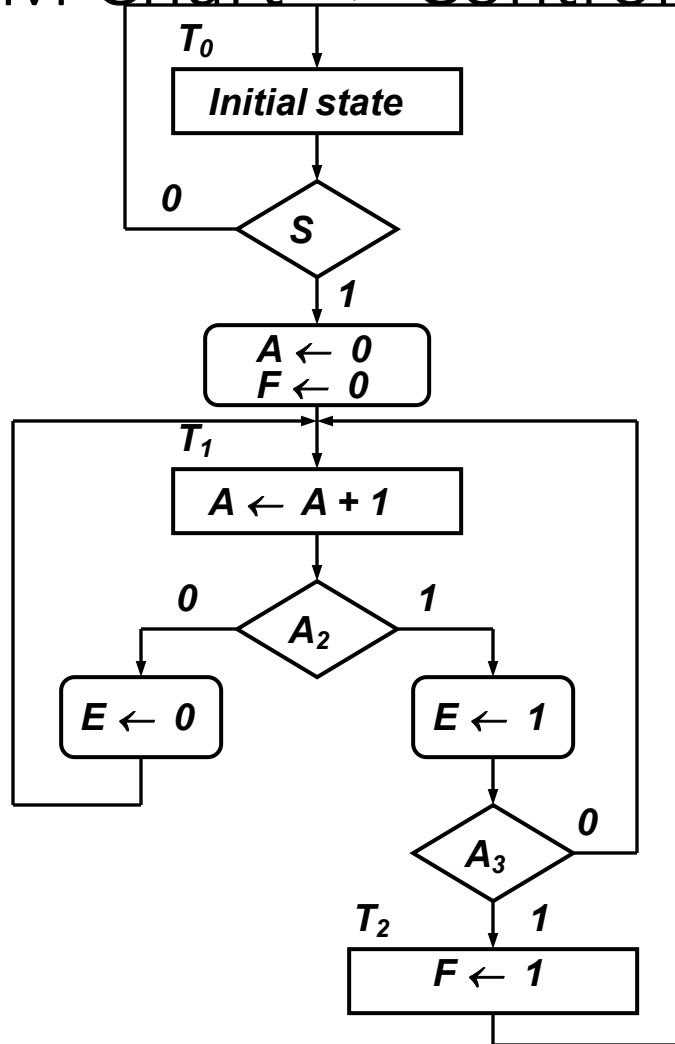 T0
Initial state
0
S
1
A ← 0
F ← 0
T1
A ← A + 1
0
1
A2
E ← 0
E ← 1
0
A3
T2
1
F ← 1